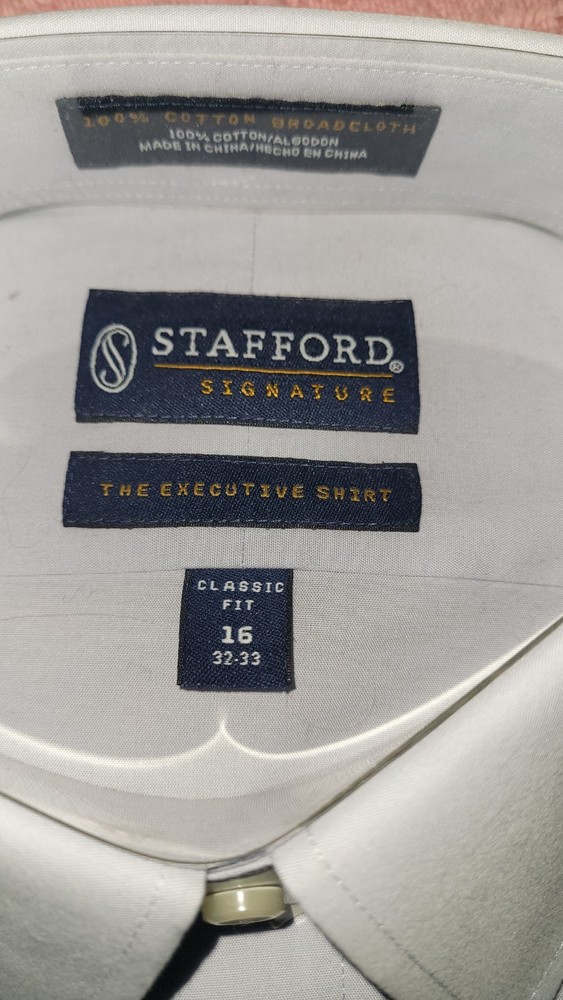 100% COTTON BROADCLOTH
100% COTTON/ALGODON
MADE IN CHINA/HECHO EN CHINA
S STAFFORD®
SIGNATURE
THE EXECUTIVE SHIRT
CLASSIC
FIT
16
32-33